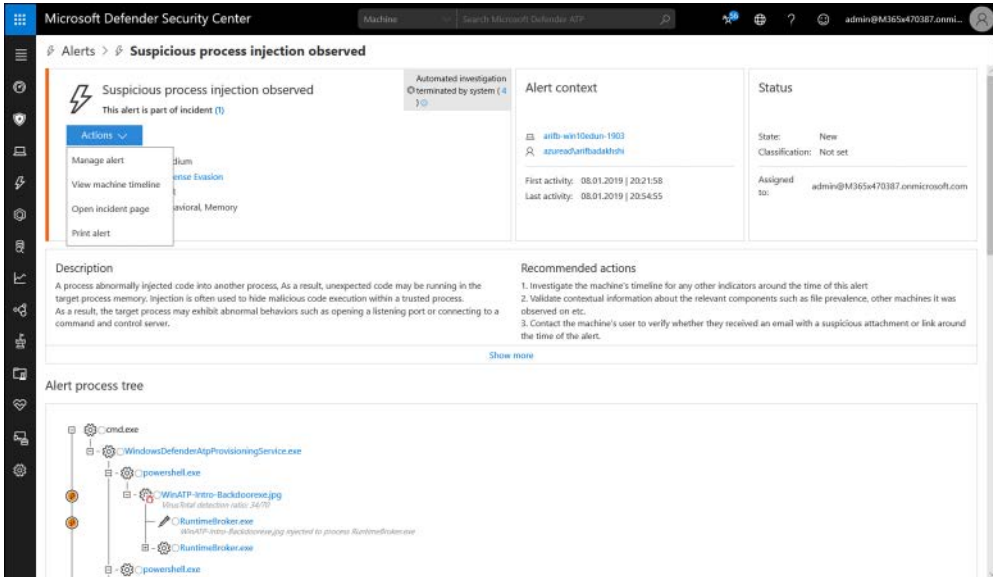 Microsoft Defender Security Center
Machine
Search Microsoft Defender ATP
56
?
admin@M365x470387.onmi...
Alerts > Suspicious process injection observed
Suspicious process injection observed
This alert is part of incident (1)
Automated investigation
terminated by system ( 4
)
Actions
Manage alert
View machine timeline
Open incident page
Print alert
dium
ense Evasion
avioral, Memory
Alert context
arifb-win10edun-1903
azuread\arifbadakhshi
First activity: 08.01.2019 | 20:21:58
Last activity: 08.01.2019 | 20:54:55
Status
State: New
Classification: Not set
Assigned
to:
admin@M365x470387.onmicrosoft.com
Description
A process abnormally injected code into another process, As a result, unexpected code may be running in the
target process memory. Injection is often used to hide malicious code execution within a trusted process.
As a result, the target process may exhibit abnormal behaviors such as opening a listening port or connecting to a
command and control server.
Recommended actions
1. Investigate the machine's timeline for any other indicators around the time of this alert
2. Validate contextual information about the relevant components such as file prevalence, other machines it was
observed on etc.
3. Contact the machine's user to verify whether they received an email with a suspicious attachment or link around
the time of the alert.
Show more
Alert process tree
cmd.exe
WindowsDefenderAtpProvisioningService.exe
powershell.exe
WinATP-Intro-Backdoorexe.jpg
VirusTotal detection ratio: 34/70
RuntimeBroker.exe
WinATP-Intro-Backdoorexe.jpg injected to process RuntimeBroker.exe
RuntimeBroker.exe
powershell.exe